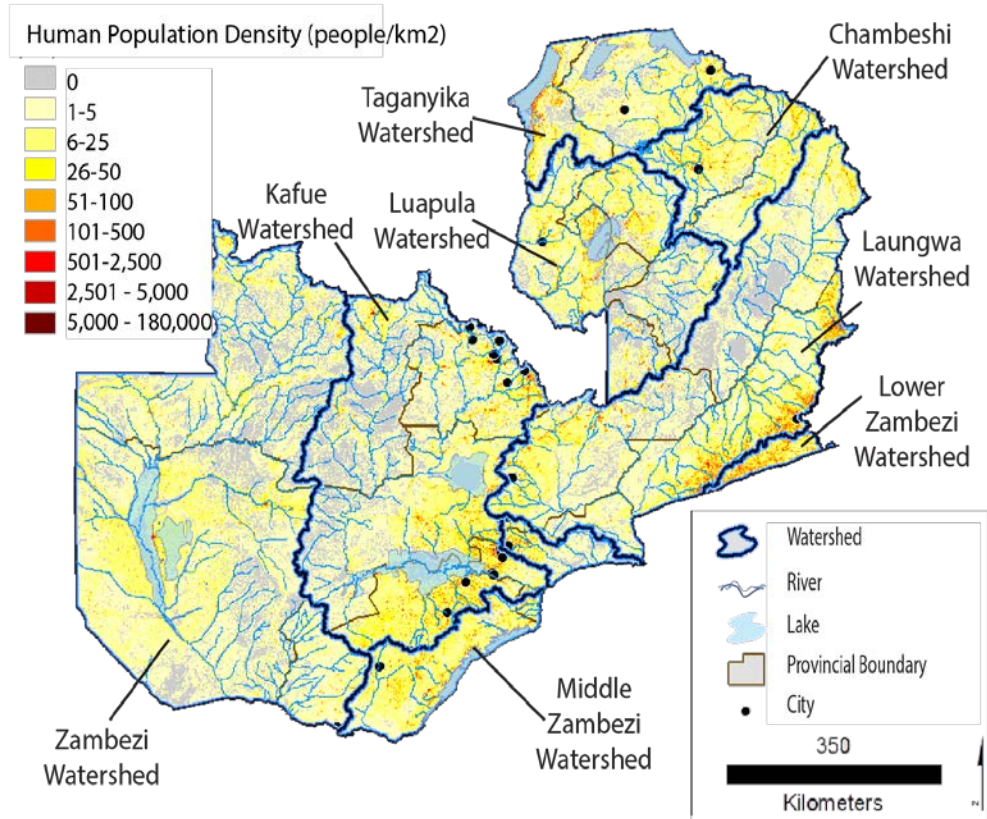 Human Population Density (people/km2)
0
1-5
6-25
26-50
51-100
101-500
501-2,500
2,501 - 5,000
5,000 - 180,000
Chambeshi
Watershed
Taganyika
Watershed
Kafue
Watershed
Luapula
Watershed
Laungwa
Watershed
Lower
Zambezi
Watershed
Middle
Zambezi
Watershed
Zambezi
Watershed
Watershed
River
Lake
Provincial Boundary
City
350
Kilometers